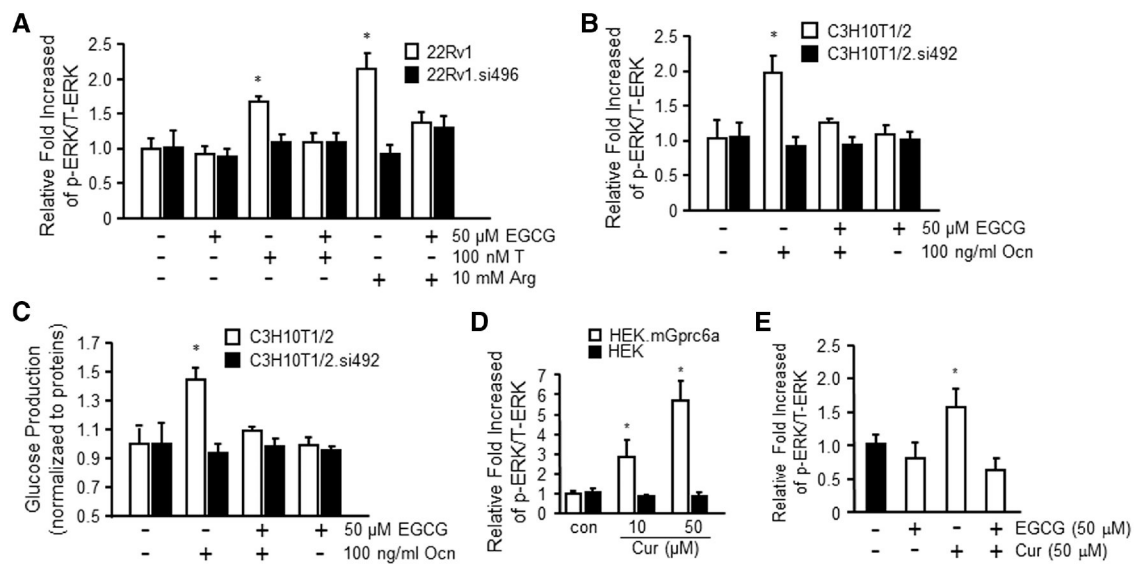 A
Relative Fold Increased
of p-ERK/T-ERK
2.5
2.0
1.5
1.0
0.5
0
*
*
22Rv1
22Rv1.si496
- + - + - + 50 µM EGCG
- - + + - - 100 nM T
- - - - + + 10 mM Arg
B
Relative Fold Increased
of p-ERK/T-ERK
2.5
2.0
1.5
1.0
0.5
0
*
C3H10T1/2
C3H10T1/2.si492
- - + + 50 µM EGCG
- + + - 100 ng/ml Ocn
C
Glucose Production
(normalizaed to proteins)
1.7
1.5
1.3
1.1
0.9
0.7
0.5
*
C3H10T1/2
C3H10T1/2.si492
- - + + 50 µM EGCG
- + + - 100 ng/ml Ocn
D
Relative Fold Increased
of p-ERK/T-ERK
HEK.mGprc6a
HEK
7
6
5
4
3
2
1
0
*
*
con 10 50
Cur (µM)
E
Relative Fold Increased
of p-ERK/T-ERK
2.5
2.0
1.5
1.0
0.5
0
*
- + - + EGCG (50 µM)
- - + + Cur (50 µM)